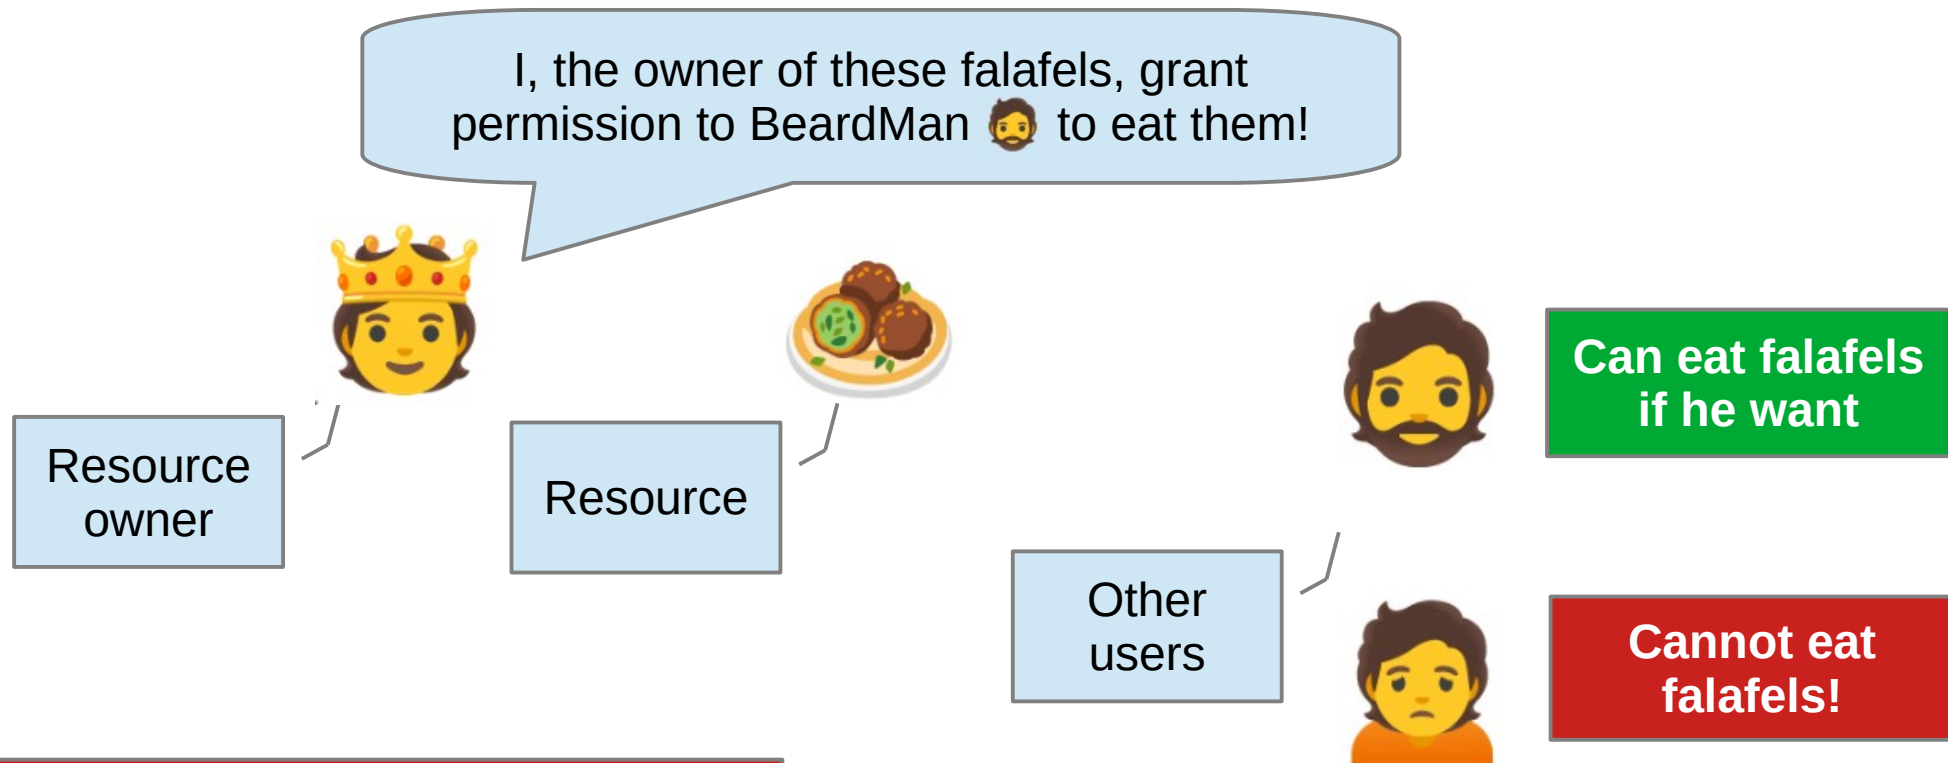 I, the owner of these falafels, grant
permission to BeardMan 🧔 to eat them!
Resource
owner
Resource
Other
users
Can eat falafels
if he want
Cannot eat
falafels!